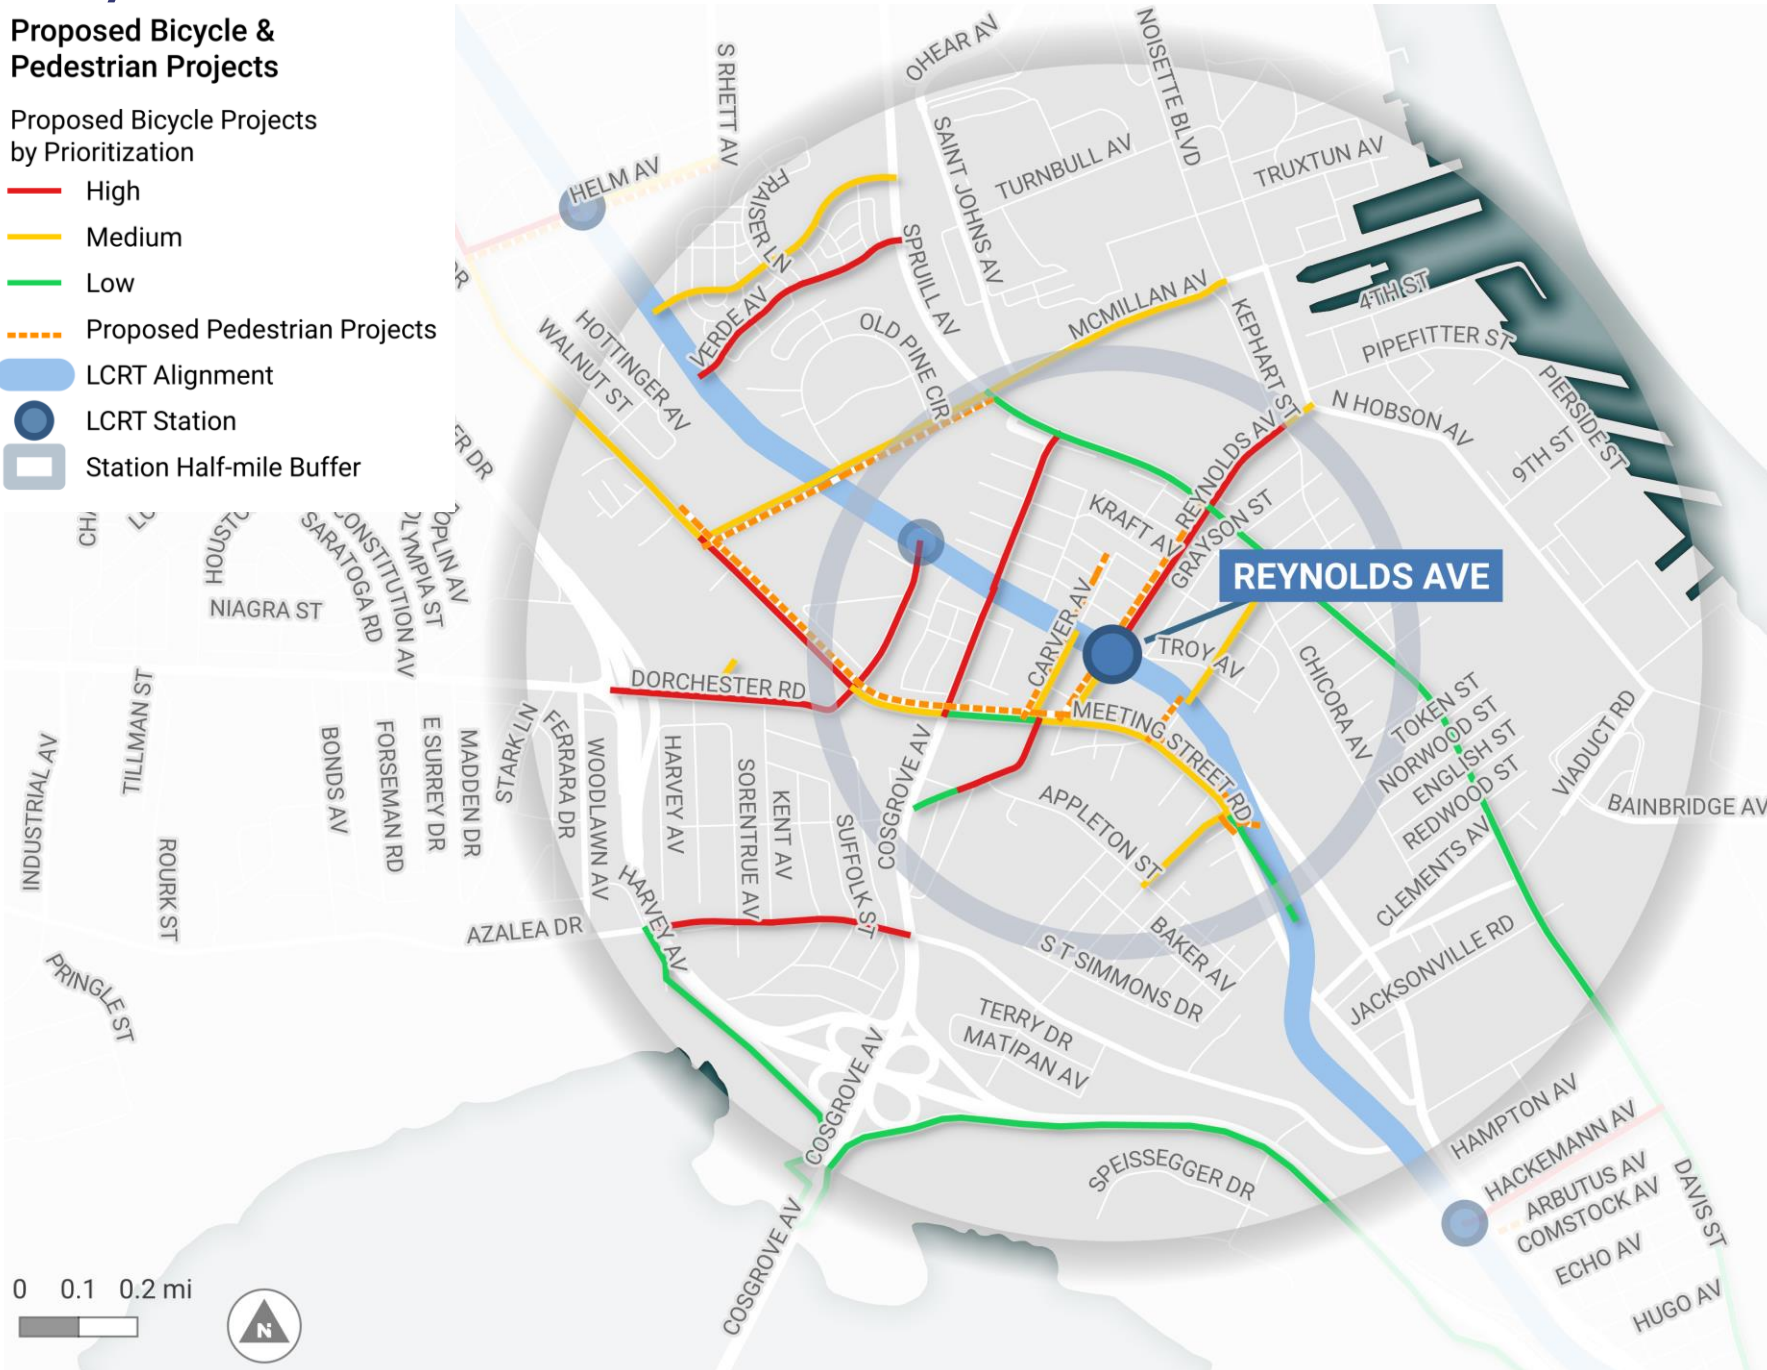 Proposed Bicycle &
Pedestrian Projects
Proposed Bicycle Projects
by Prioritization
High
Medium
Low
Proposed Pedestrian Projects
LCRT Alignment
LCRT Station
Station Half-mile Buffer
S RHETT AV
OHEAR AV
NOISETTE BLVD
HELM AV
FRAISER LN
SAINT JOHNS AV
TURNBULL AV
TRUXTUN AV
SPRUILL AV
VERDE AV
HOTTINGER AV
WALNUT ST
OLD PINE CIR
MCMILLAN AV
KEPHART ST
4TH ST
PIPEFITTER ST
PIERSIDE ST
N HOBSON AV
9TH ST
REYNOLDS AV
GRAYSON ST
KRAFT AV
REYNOLDS AVE
CARVER AV
TROY AV
CHICORA AV
DR
ER DR
HOUSTO
SARATOGA RD
CONSTITUTION AV
OLYMPIA ST
OPLIN AV
NIAGRA ST
DORCHESTER RD
MEETING STREET RD
TOKEN ST
NORWOOD ST
ENGLISH ST
REDWOOD ST
CLEMENTS AV
VIADUCT RD
BAINBRIDGE AV
INDUSTRIAL AV
TILLMAN ST
ROURK ST
BONDS AV
FORSEMAN RD
E SURREY DR
MADDEN DR
STARK LN
FERRARA DR
WOODLAWN AV
HARVEY AV
SORENTRUE AV
KENT AV
SUFFOLK ST
COSGROVE AV
APPLETON ST
BAKER AV
S T SIMMONS DR
JACKSONVILLE RD
HARVEY AV
AZALEA DR
PRINGLE ST
TERRY DR
MATIPAN AV
COSGROVE AV
SPEISSEGGER DR
HAMPTON AV
HACKEMANN AV
ARBUTUS AV
COMSTOCK AV
DAVIS ST
ECHO AV
HUGO AV
COSGROVE AV
0 0.1 0.2 mi
N